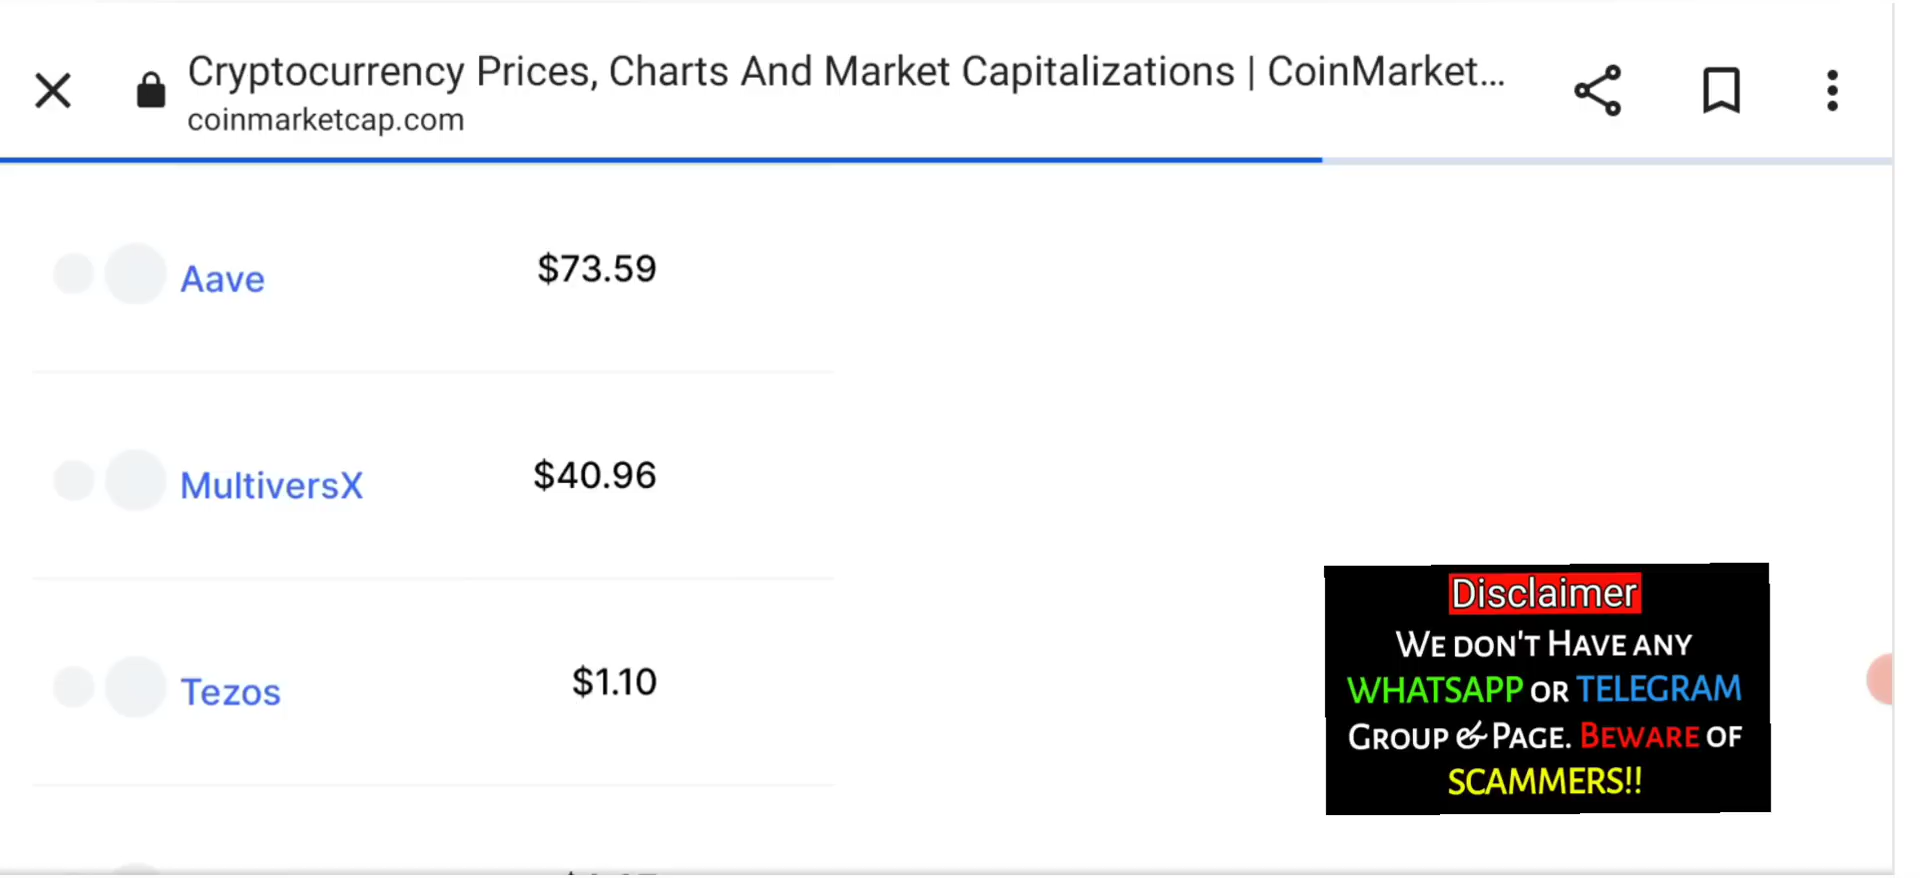 Cryptocurrency Prices, Charts And Market Capitalizations | CoinMarket...
coinmarketcap.com
Aave $73.59
MultiversX $40.96
Tezos $1.10
Disclaimer
WE DON'T HAVE ANY
WHATSAPP OR TELEGRAM
GROUP & PAGE. BEWARE OF
SCAMMERS!!